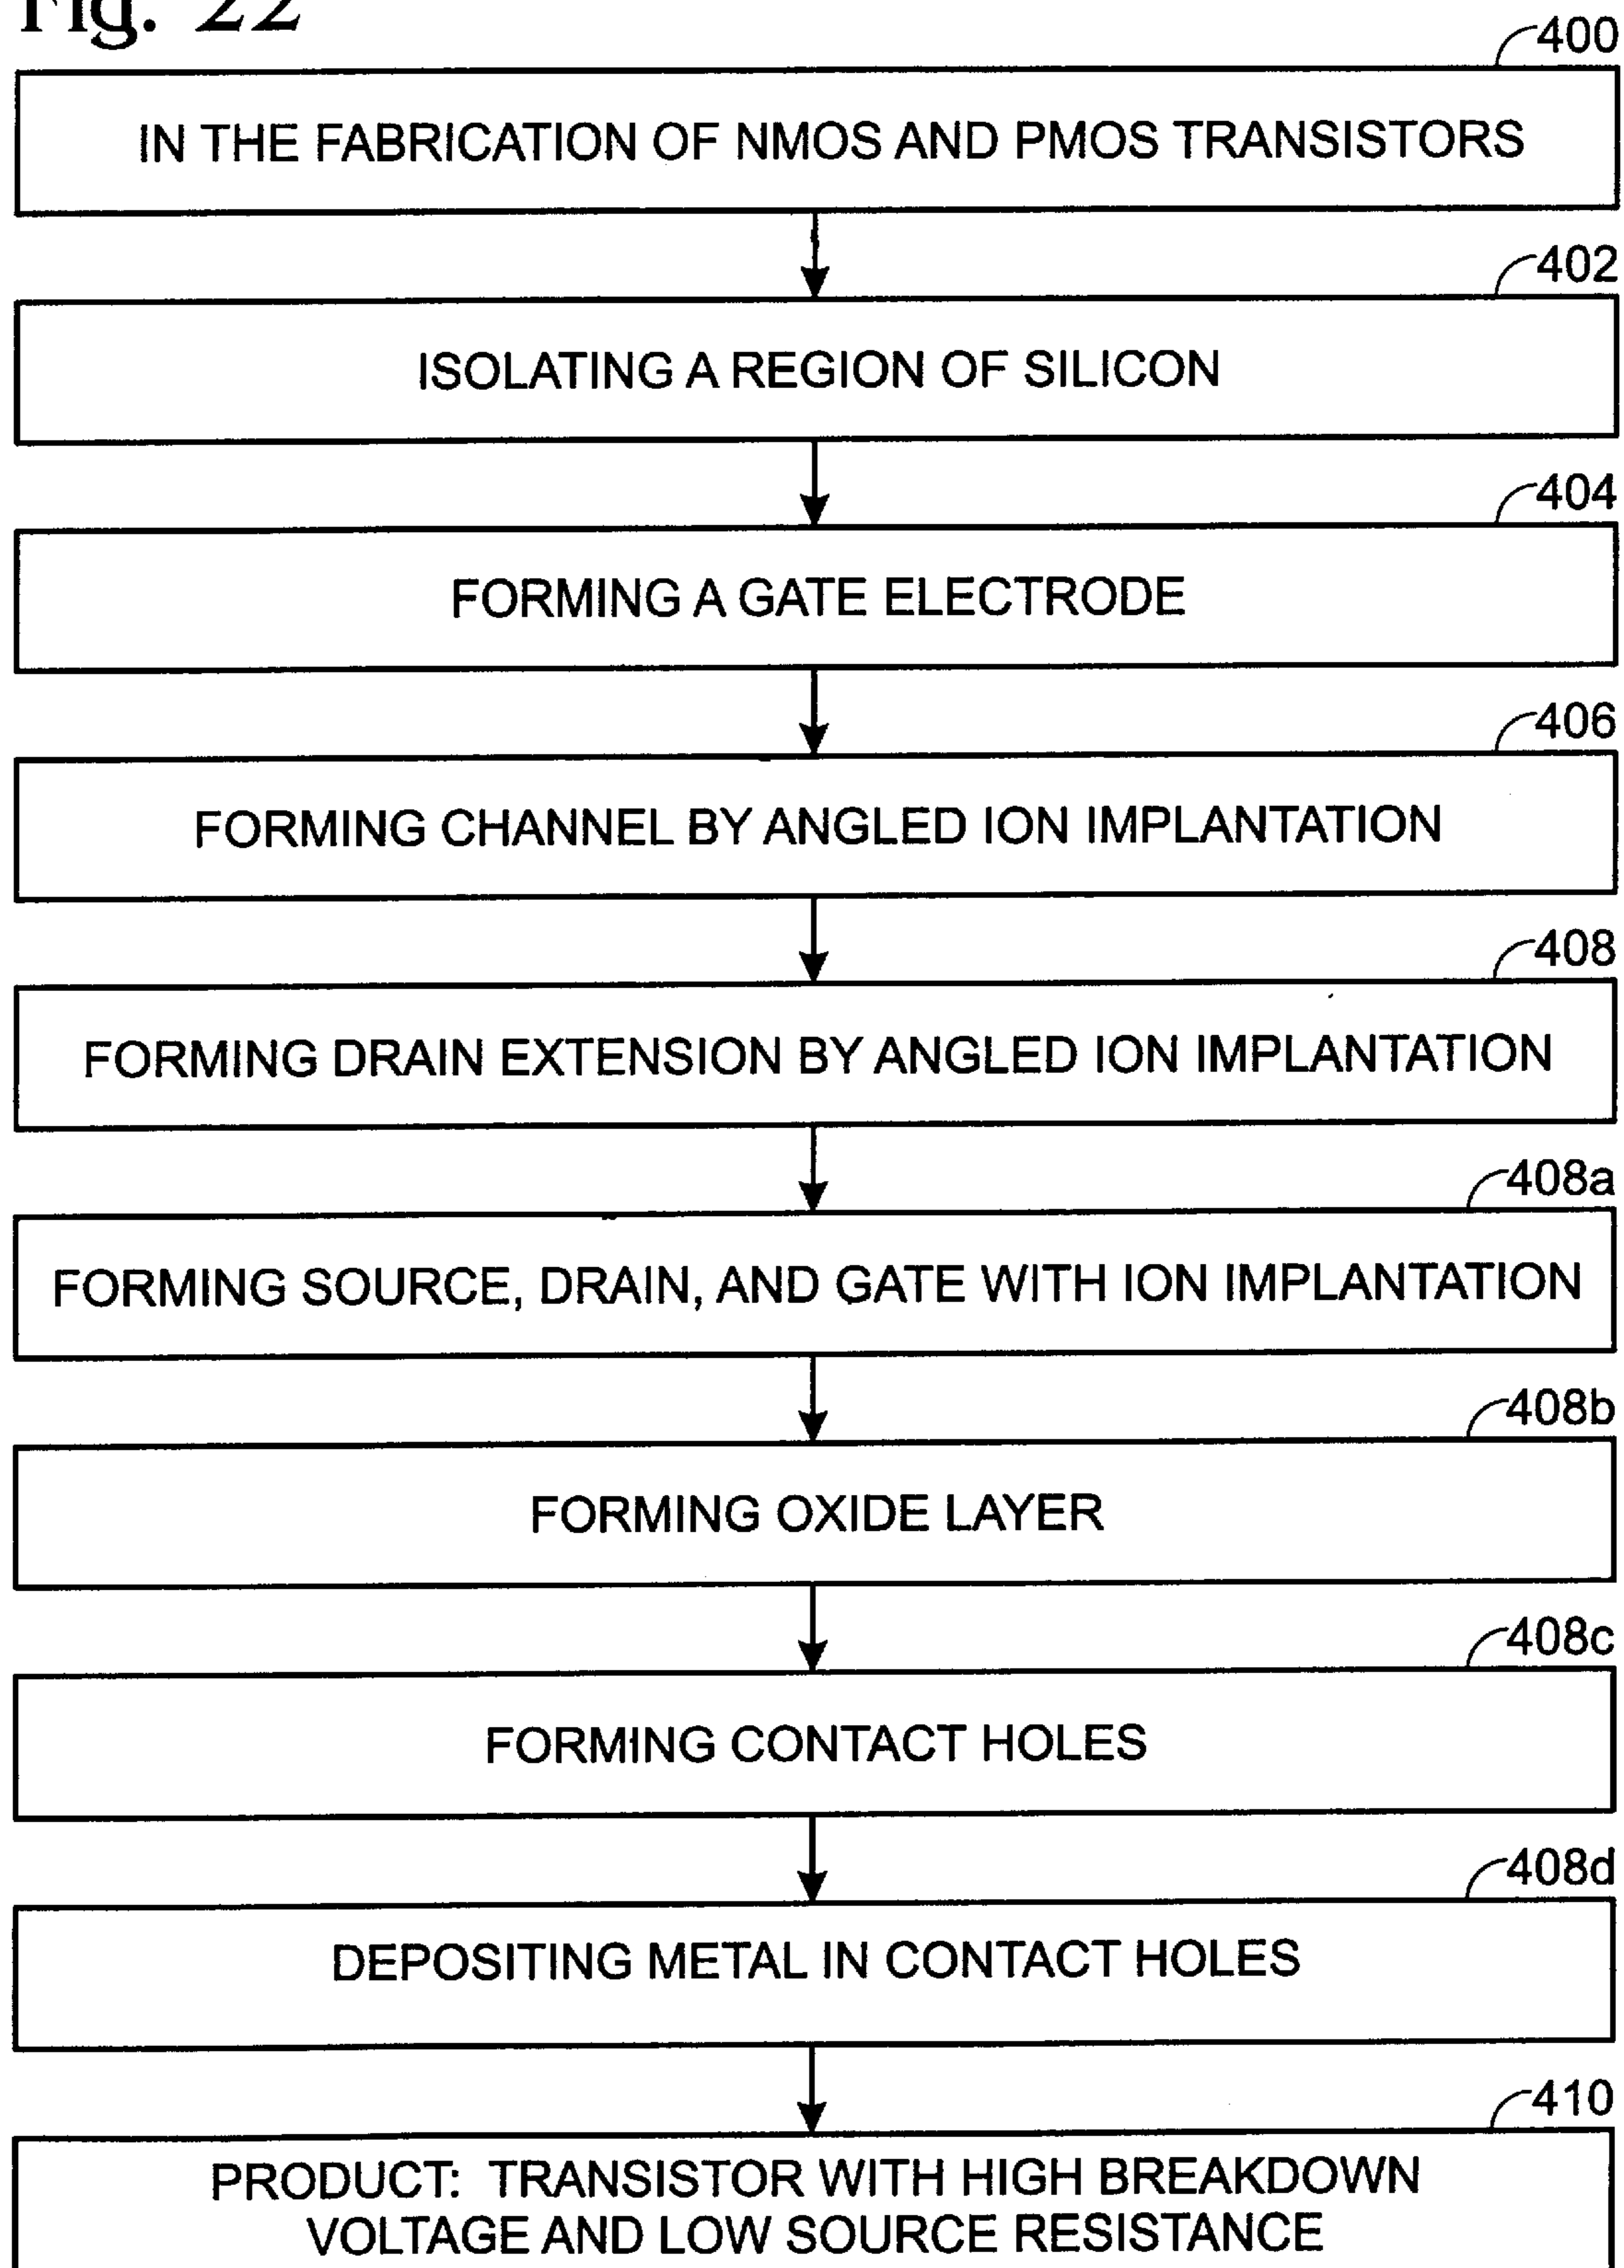 Fig. 22
400
IN THE FABRICATION OF NMOS AND PMOS TRANSISTORS
402
ISOLATING A REGION OF SILICON
404
FORMING A GATE ELECTRODE
406
FORMING CHANNEL BY ANGLED ION IMPLANTATION
408
FORMING DRAIN EXTENSION BY ANGLED ION IMPLANTATION
408a
FORMING SOURCE, DRAIN, AND GATE WITH ION IMPLANTATION
408b
FORMING OXIDE LAYER
408c
FORMING CONTACT HOLES
408d
DEPOSITING METAL IN CONTACT HOLES
410
PRODUCT: TRANSISTOR WITH HIGH BREAKDOWN
VOLTAGE AND LOW SOURCE RESISTANCE